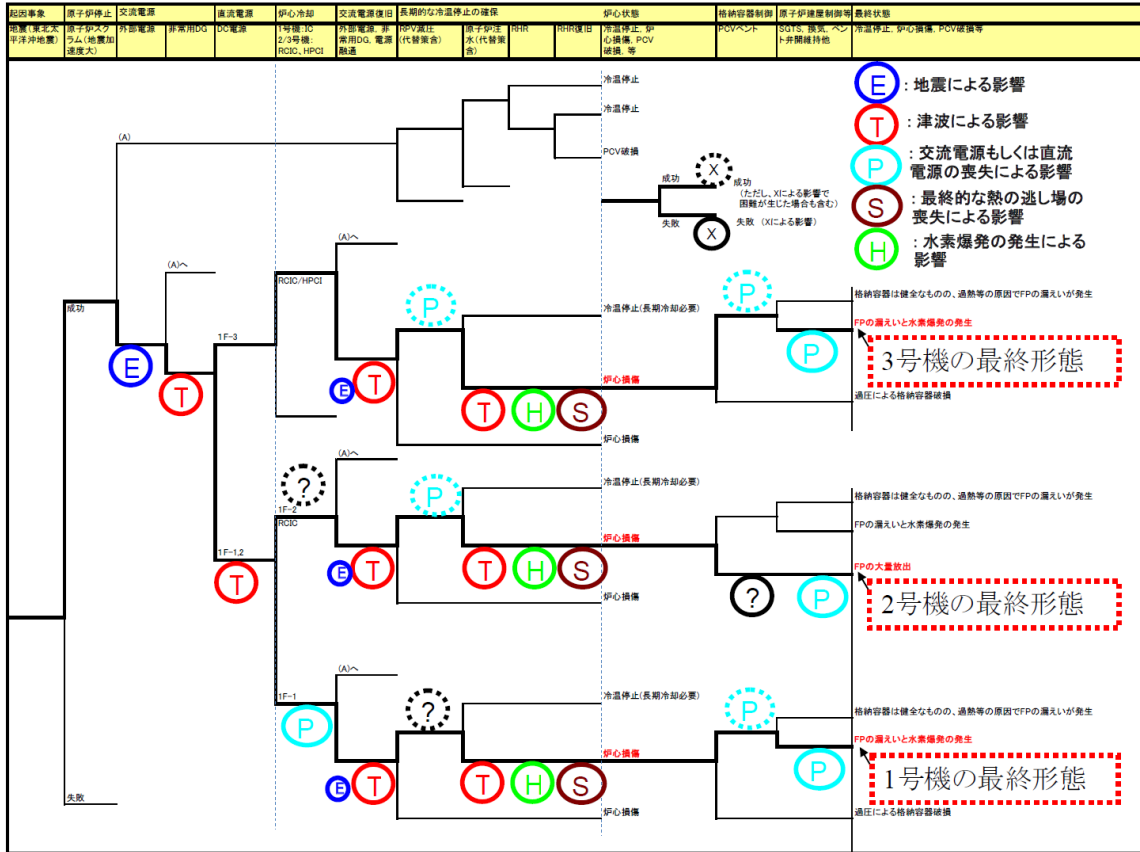 起因事象
原子炉停止
交流電源
直流電源
炉心冷却
交流電源復旧
長期的な冷温停止の確保
炉心状態
格納容器制御
原子炉建屋制御等
最終状態
地震(東北太
平洋沖地震)
原子炉スク
ラム(地震加
速度大)
外部電源
非常用DG
DC電源
1号機:IC
2/3号機:
RCIC、HPCI
外部電源, 非
常用DG, 電源
融通
RPV減圧
(代替策含)
原子炉注
水(代替策
含)
RHR
RHR復旧
冷温停止, 炉
心損傷, PCV
破損, 等
PCVベント
SGTS, 換気, ベン
ト弁開維持他
冷温停止, 炉心損傷, PCV破損等
冷温停止
冷温停止
PCV破損
(A)
E
:地震による影響
T
:津波による影響
P
:交流電源もしくは直流
電源の喪失による影響
S
:最終的な熱の逃し場の
喪失による影響
H
:水素爆発の発生による
影響
X
成功
成功
(ただし、Xによる影響で
困難が生じた場合も含む)
失敗
失敗 (Xによる影響)
X
(A)へ
(A)へ
RCIC/HPCI
成功
1F-3
E
T
E
T
P
冷温停止(長期冷却必要)
炉心損傷
T
H
S
炉心損傷
P
P
格納容器は健全なものの、過熱等の原因でFPの漏えいが発生
FPの漏えいと水素爆発の発生
3号機の最終形態
過圧による格納容器破損
(A)へ
?
1F-2
RCIC
1F-1,2
T
E
T
P
冷温停止(長期冷却必要)
炉心損傷
T
H
S
炉心損傷
?
P
格納容器は健全なものの、過熱等の原因でFPの漏えいが発生
FPの漏えいと水素爆発の発生
FPの大量放出
2号機の最終形態
(A)へ
1F-1
P
E
T
?
冷温停止(長期冷却必要)
炉心損傷
T
H
S
炉心損傷
P
P
格納容器は健全なものの、過熱等の原因でFPの漏えいが発生
FPの漏えいと水素爆発の発生
1号機の最終形態
過圧による格納容器破損
失敗